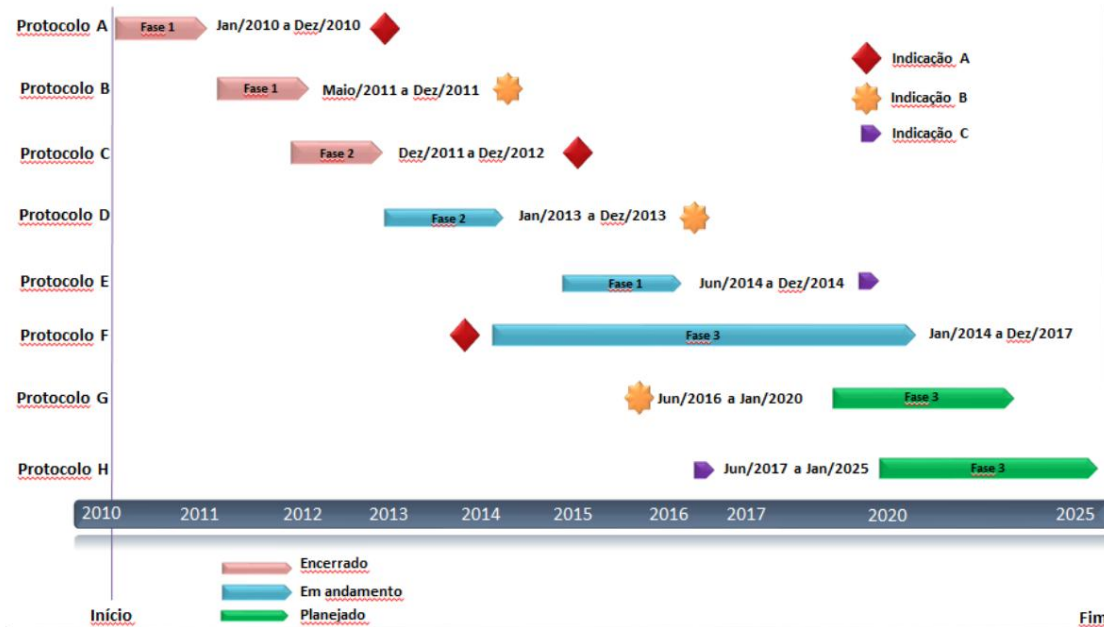 Protocolo A
Fase 1
Jan/2010 a Dez/2010
Indicação A
Protocolo B
Fase 1
Maio/2011 a Dez/2011
Indicação B
Indicação C
Protocolo C
Fase 2
Dez/2011 a Dez/2012
Protocolo D
Fase 2
Jan/2013 a Dez/2013
Protocolo E
Fase 1
Jun/2014 a Dez/2014
Protocolo F
Fase 3
Jan/2014 a Dez/2017
Protocolo G
Jun/2016 a Jan/2020
Fase 3
Protocolo H
Jun/2017 a Jan/2025
Fase 3
2010 2011 2012 2013 2014 2015 2016 2017 2020 2025
Encerrado
Em andamento
Planejado
Início
Fim